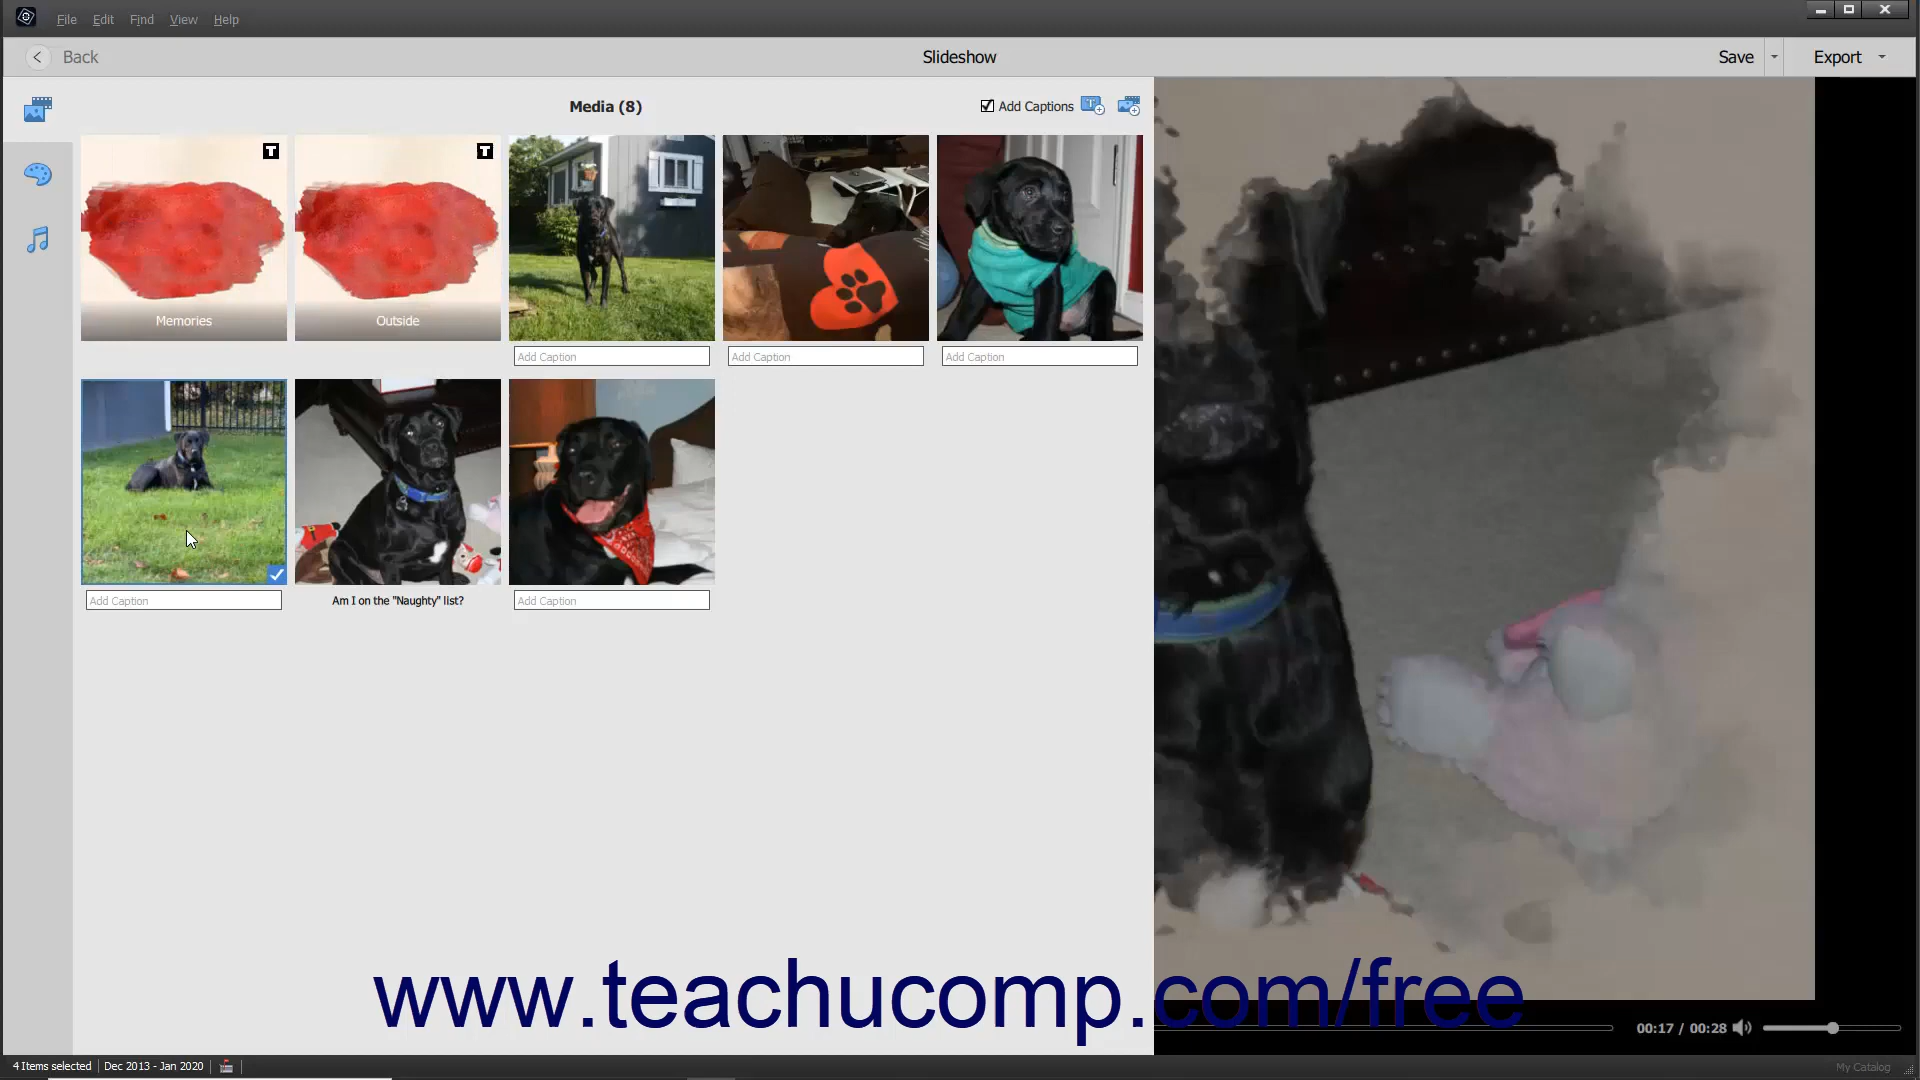 File Edit Find View Help
Back
Slideshow
Save
Export
Media (8)
Add Captions
T
T
T
Memories
Outside
Add Caption
Add Caption
Add Caption
Add Caption
Am I on the "Naughty" list?
Add Caption
www.teachucomp.com/free
00:17 / 00:28
4 Items selected
Dec 2013 - Jan 2020
My Catalog